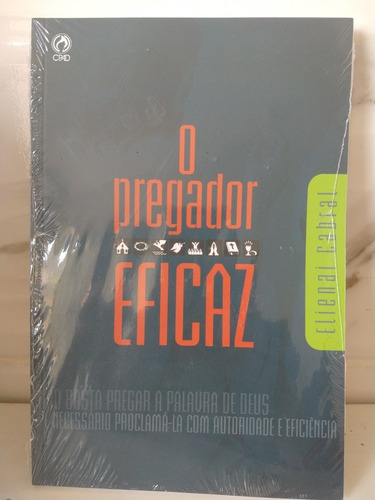 CPAD
O
pregador
EFICAZ
Elienai Cabral
BASTA PREGAR A PALAVRA DE DEUS
NECESSÁRIO PROCLAMÁ-LA COM AUTORIDADE E EFICIÊNCIA